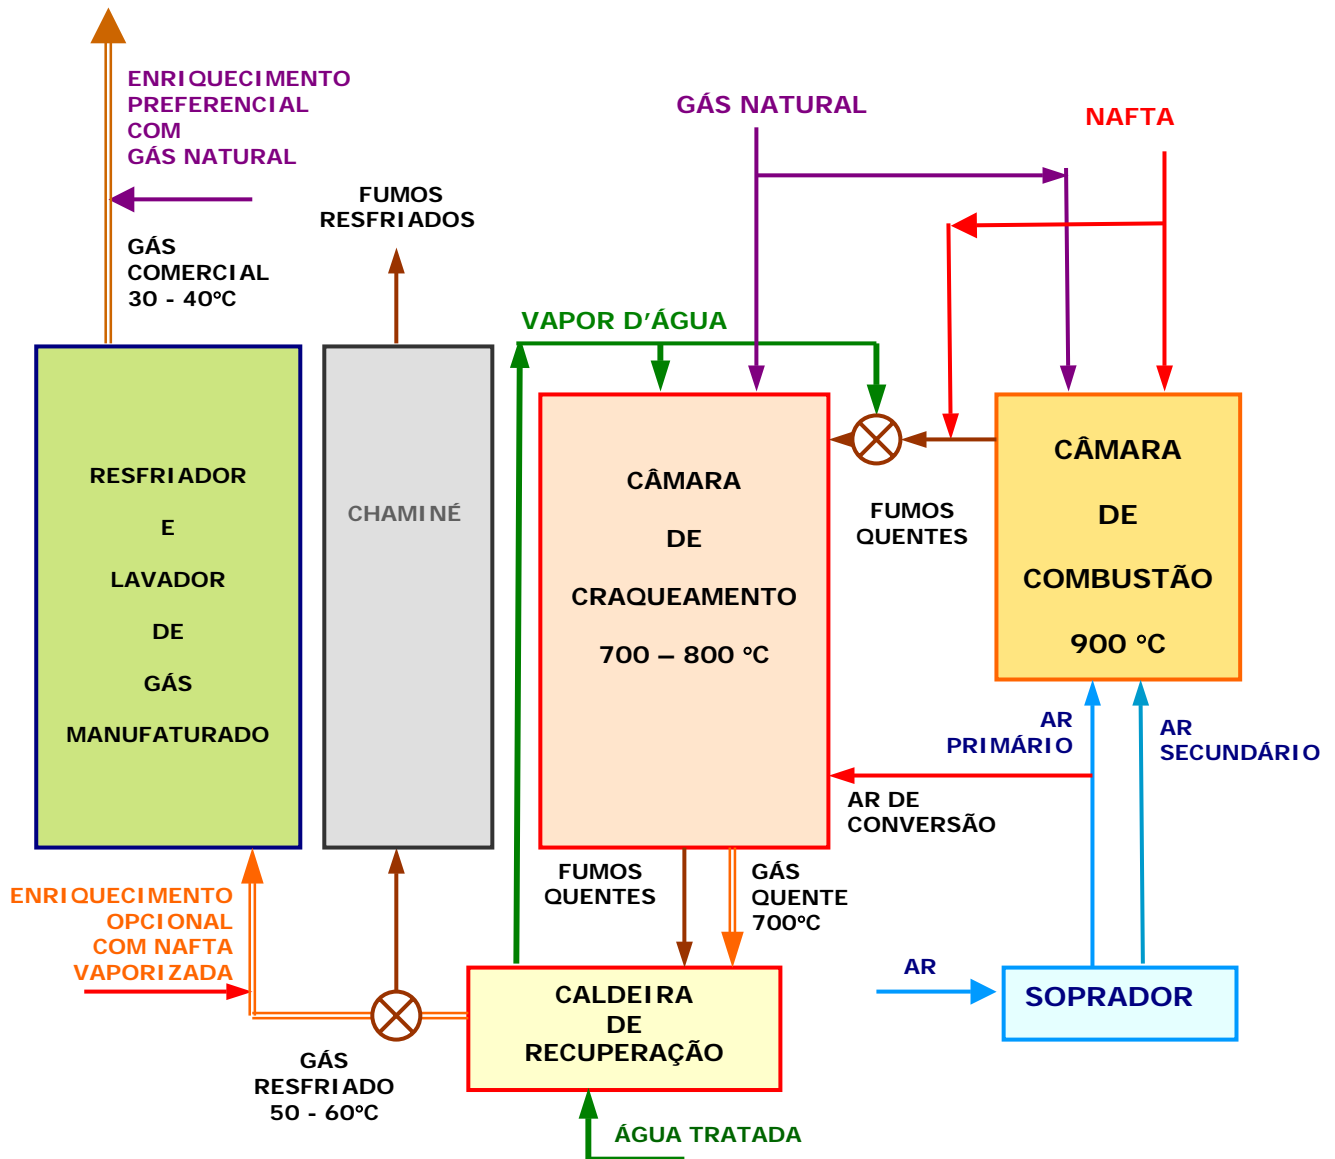 ENRIQUECIMENTO
PREFERENCIAL
COM
GÁS NATURAL
GÁS NATURAL
NAFTA
FUMOS
RESFRIADOS
GÁS
COMERCIAL
30 - 40°C
VAPOR D'ÁGUA
RESFRIADOR
E
LAVADOR
DE
GÁS
MANUFATURADO
CHAMINÉ
CÂMARA
DE
CRAQUEAMENTO
700 – 800 °C
FUMOS
QUENTES
CÂMARA
DE
COMBUSTÃO
900 °C
AR
PRIMÁRIO
AR
SECUNDÁRIO
AR DE
CONVERSÃO
FUMOS
QUENTES
GÁS
QUENTE
700°C
ENRIQUECIMENTO
OPCIONAL
COM NAFTA
VAPORIZADA
AR
SOPRADOR
CALDEIRA
DE
RECUPERAÇÃO
GÁS
RESFRIADO
50 - 60°C
ÁGUA TRATADA